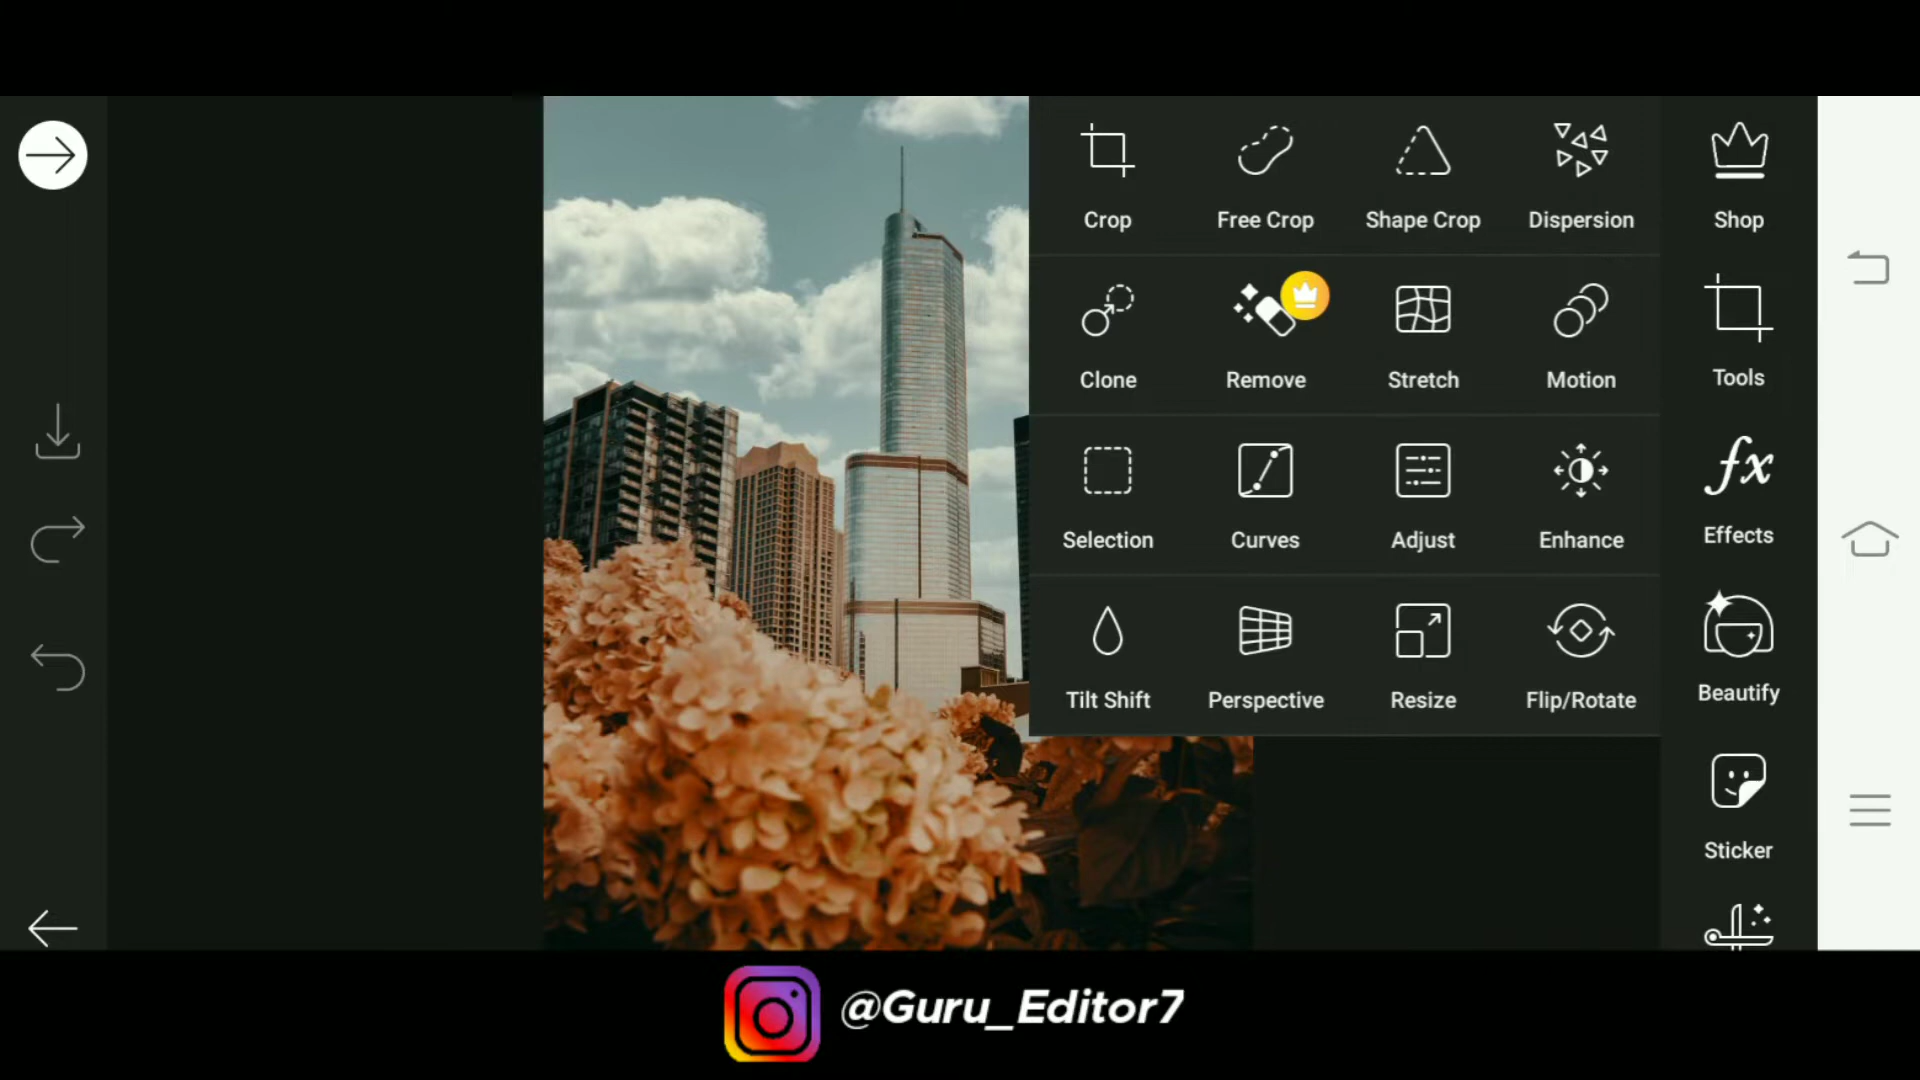 Crop
Free Crop
Shape Crop
Dispersion
Shop
Clone
Remove
Stretch
Motion
Tools
Selection
Curves
Adjust
Enhance
fx
Effects
Tilt Shift
Perspective
Resize
Flip/Rotate
Beautify
Sticker
@Guru_Editor7